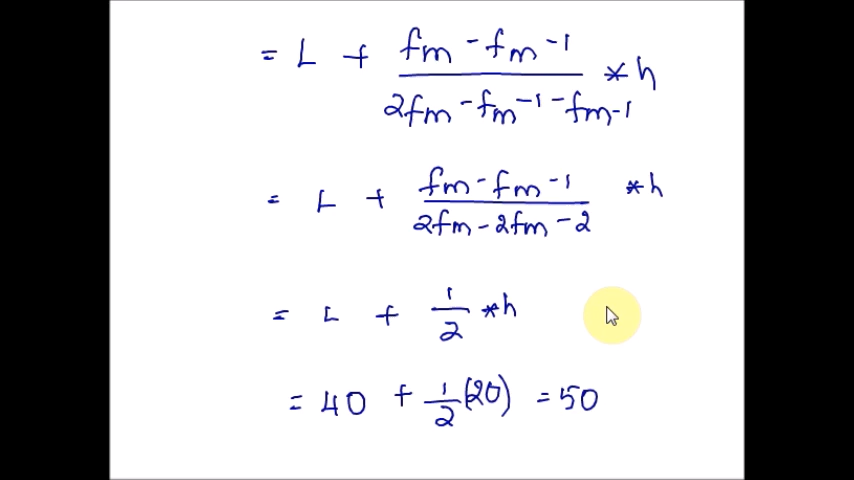 = L + fm - fm - 1 / 2fm - fm - 1 - fm - 1 * h
= L + fm - fm - 1 / 2fm - 2fm - 2 * h
= L + 1/2 * h
= 40 + 1/2 (20) = 50